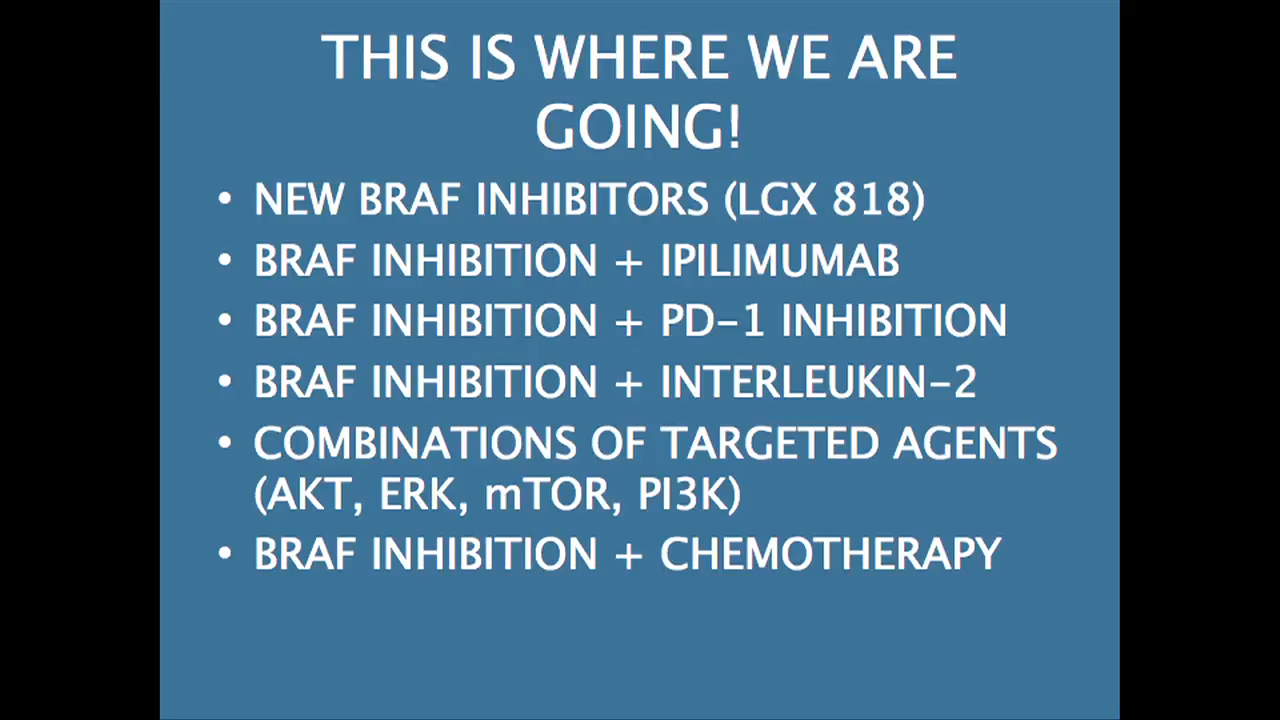 THIS IS WHERE WE ARE
GOING!
• NEW BRAF INHIBITORS (LGX 818)
• BRAF INHIBITION + IPILIMUMAB
• BRAF INHIBITION + PD-1 INHIBITION
• BRAF INHIBITION + INTERLEUKIN-2
• COMBINATIONS OF TARGETED AGENTS
(AKT, ERK, mTOR, PI3K)
• BRAF INHIBITION + CHEMOTHERAPY